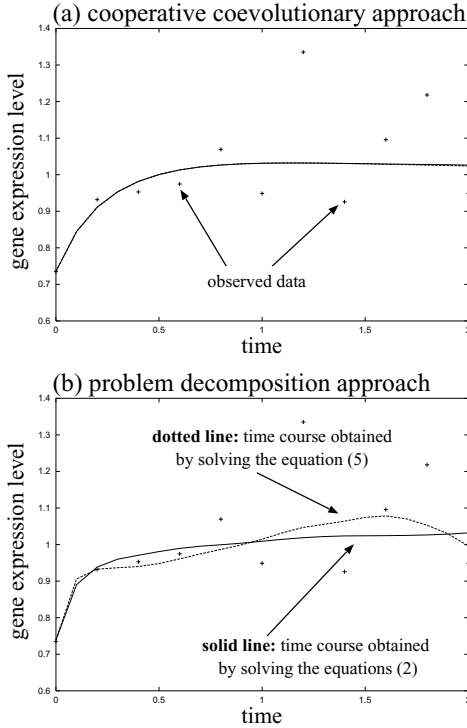 (a) cooperative coevolutionary approach
1.4
1.3
1.2
1.1
1
0.9
0.8
0.7
0.6
gene expression level
observed data
0
0.5
1
1.5
2
time
(b) problem decomposition approach
1.4
1.3
1.2
1.1
1
0.9
0.8
0.7
0.6
gene expression level
dotted line: time course obtained
by solving the equation (5)
solid line: time course obtained
by solving the equations (2)
0
0.5
1
1.5
2
time